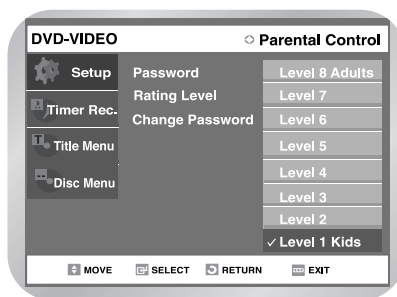 DVD-VIDEO Parental Control
Setup
Timer Rec.
Title Menu
Disc Menu
Password
Rating Level
Change Password
Level 8 Adults
Level 7
Level 6
Level 5
Level 4
Level 3
Level 2
✓ Level 1 Kids
MOVE SELECT RETURN EXIT